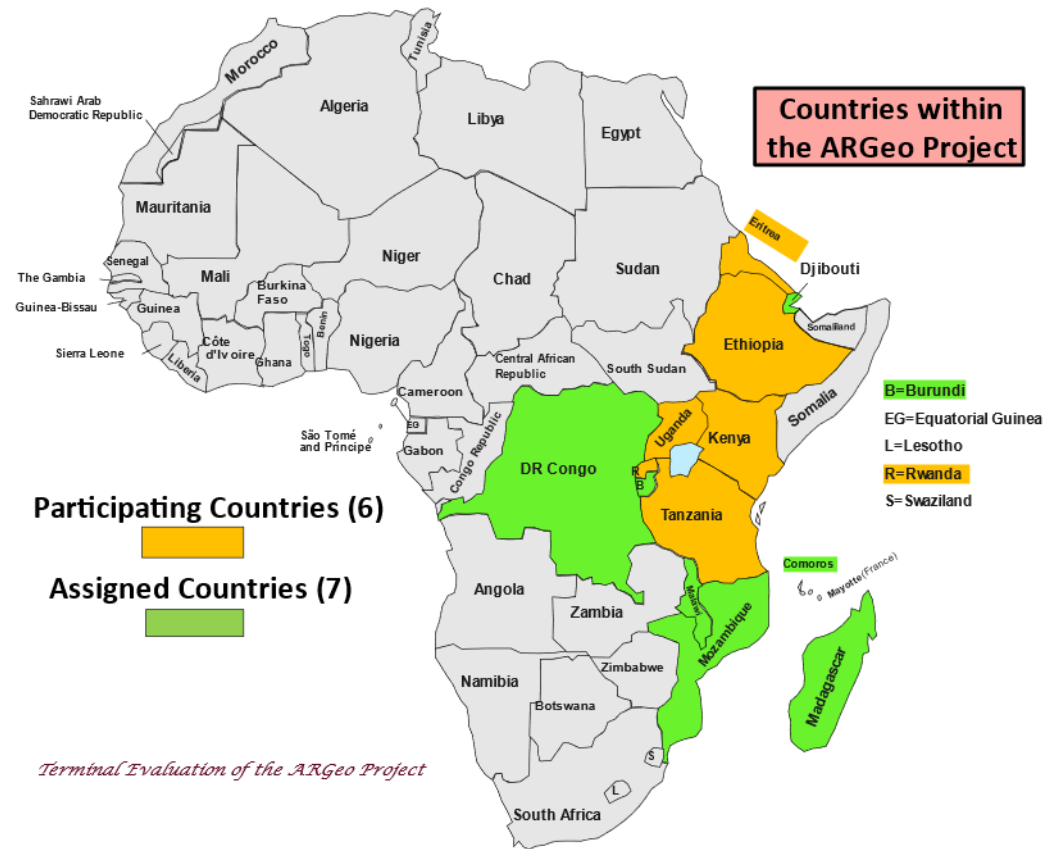 Countries within
the ARGeo Project
Morocco
Tunisia
Algeria
Libya
Egypt
Sahrawi Arab
Democratic Republic
Mauritania
Mali
Niger
Chad
Sudan
Eritrea
Djibouti
Senegal
The Gambia
Guinea-Bissau
Guinea
Sierra Leone
Liberia
Côte
d'Ivoire
Burkina
Faso
Ghana
Togo
Benin
Nigeria
Cameroon
Central African
Republic
South Sudan
Ethiopia
Somaliland
Somalia
EG
São Tomé
and Príncipe
Gabon
Congo Republic
DR Congo
Uganda
Kenya
R
B
Tanzania
B=Burundi
EG=Equatorial Guinea
L=Lesotho
R=Rwanda
S=Swaziland
Participating Countries (6)
Assigned Countries (7)
Angola
Zambia
Malawi
Mozambique
Comoros
Mayotte(France)
Madagascar
Namibia
Botswana
Zimbabwe
S
L
South Africa
Terminal Evaluation of the ARGeo Project